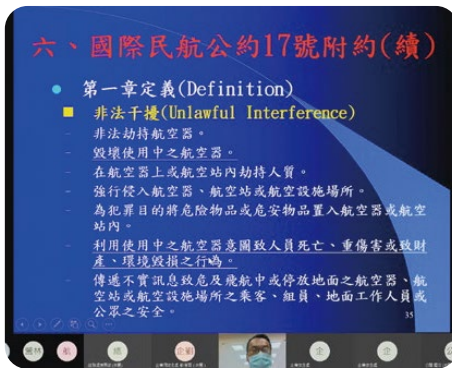 六、國際民航公約17號附約(續)
第一章定義(Definition)
非法干擾(Unlawful Interference)
- 非法劫持航空器。
- 毀壞使用中之航空器。
- 在航空器上或航空站內劫持人質。
- 強行侵入航空器、航空站或航空設施場所。
- 為犯罪目的將危險物品或危安物品置入航空器或航空
站內。
- 利用使用中之航空器意圖致人員死亡、重傷害或致財
產、環境毀損之行為。
- 傳遞不實訊息致危及飛航中或停放地面之航空器、航
空站或航空設施場所之乘客、組員、地面工作人員或
公眾之安全。
35
航
企劃
企
企